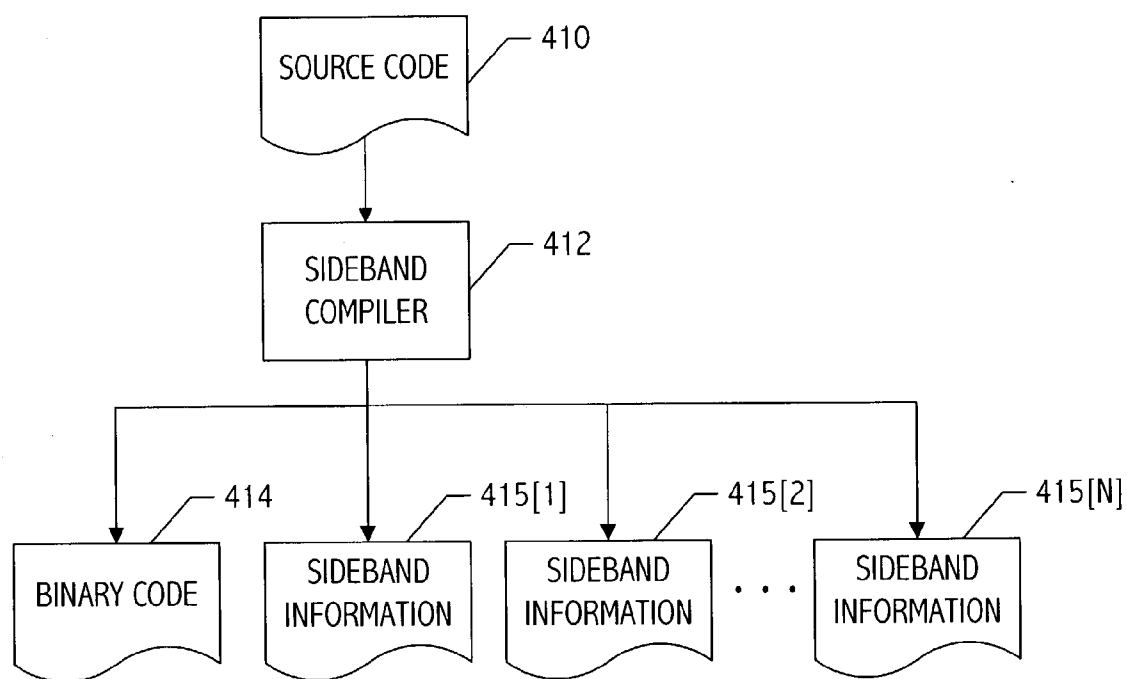 SOURCE CODE
410
SIDEBAND
COMPILER
412
414
415[1]
415[2]
415[N]
BINARY CODE
SIDEBAND
INFORMATION
SIDEBAND
INFORMATION
. . .
SIDEBAND
INFORMATION